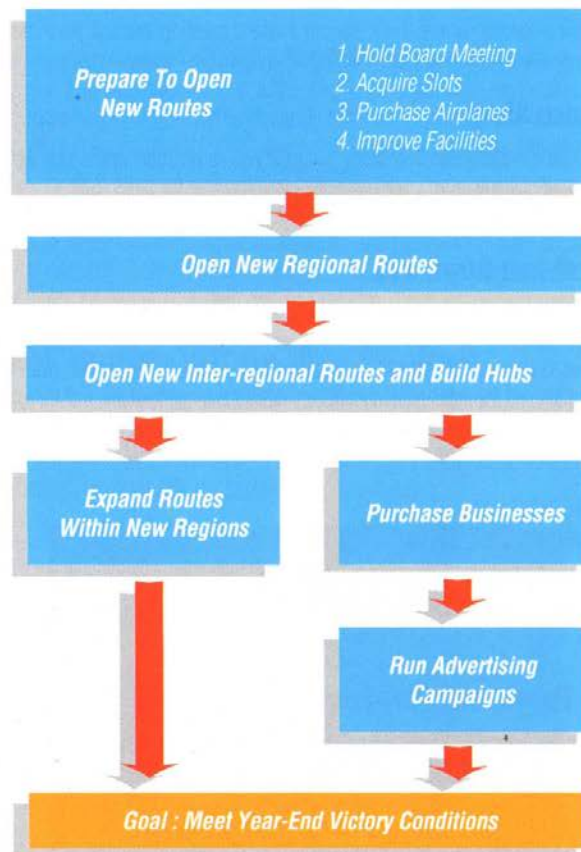 Prepare To Open
New Routes
1. Hold Board Meeting
2. Acquire Slots
3. Purchase Airplanes
4. Improve Facilities
Open New Regional Routes
Open New Inter-regional Routes and Build Hubs
Expand Routes
Within New Regions
Purchase Businesses
Run Advertising
Campaigns
Goal : Meet Year-End Victory Conditions